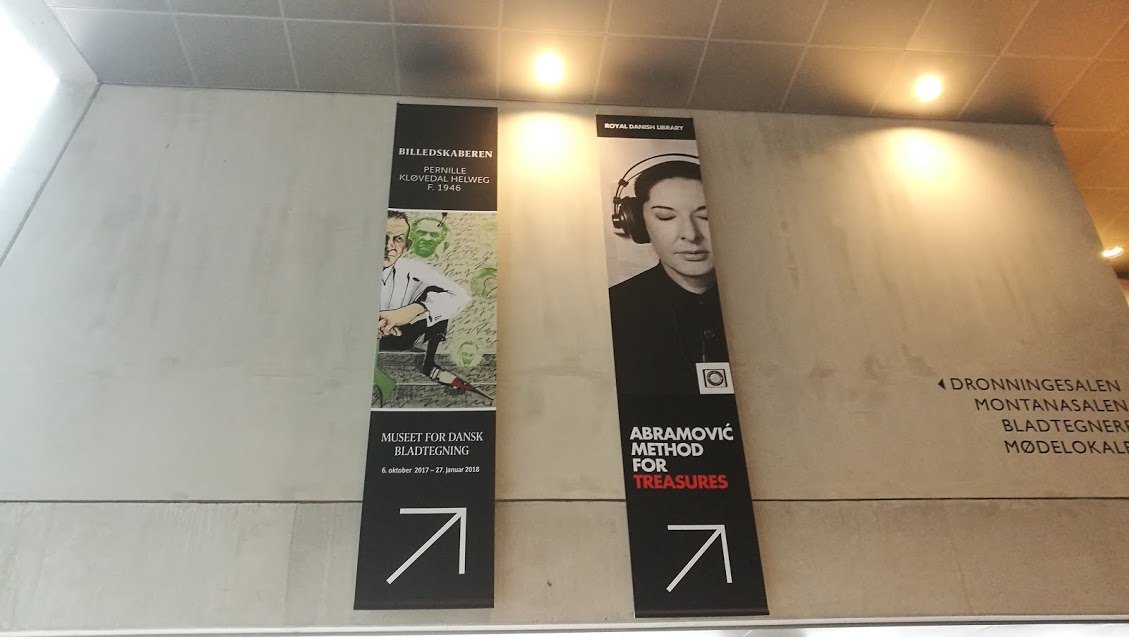 BILLEDSKABEREN
PERNILLE
KLØVEDAL HELWEG
F. 1946
MUSEET FOR DANSK
BLADTEGNING
6. oktober 2017 – 27. januar 2018
ROYAL DANISH LIBRARY
ABRAMOVIĆ
METHOD
FOR
TREASURES
DRONNINGESALEN
MONTANASALEN
BLADTEGNERE
MØDELOKALE